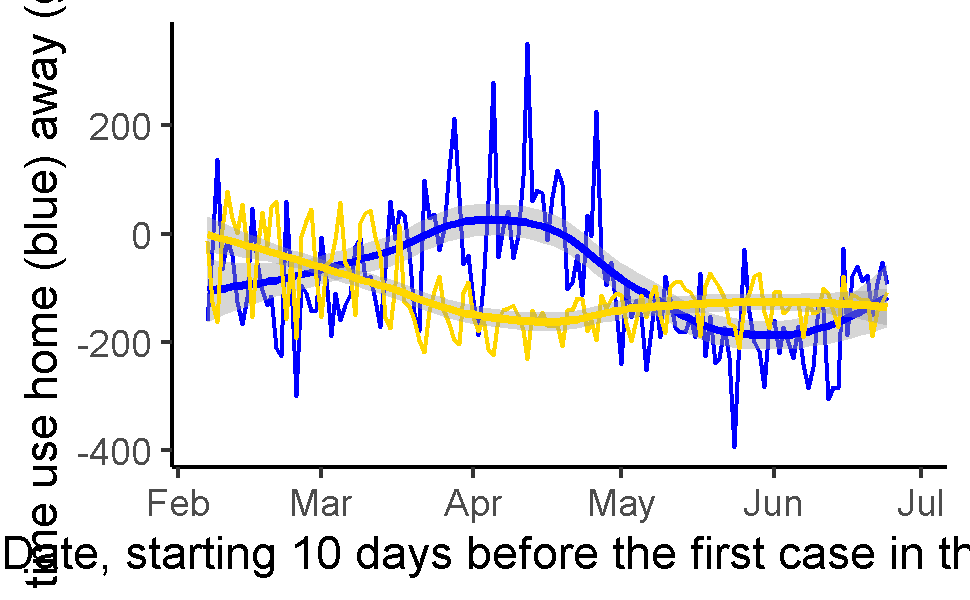 time use home (blue) away (
200
0
-200
-400
Feb Mar Apr May Jun Jul
Date, starting 10 days before the first case in th